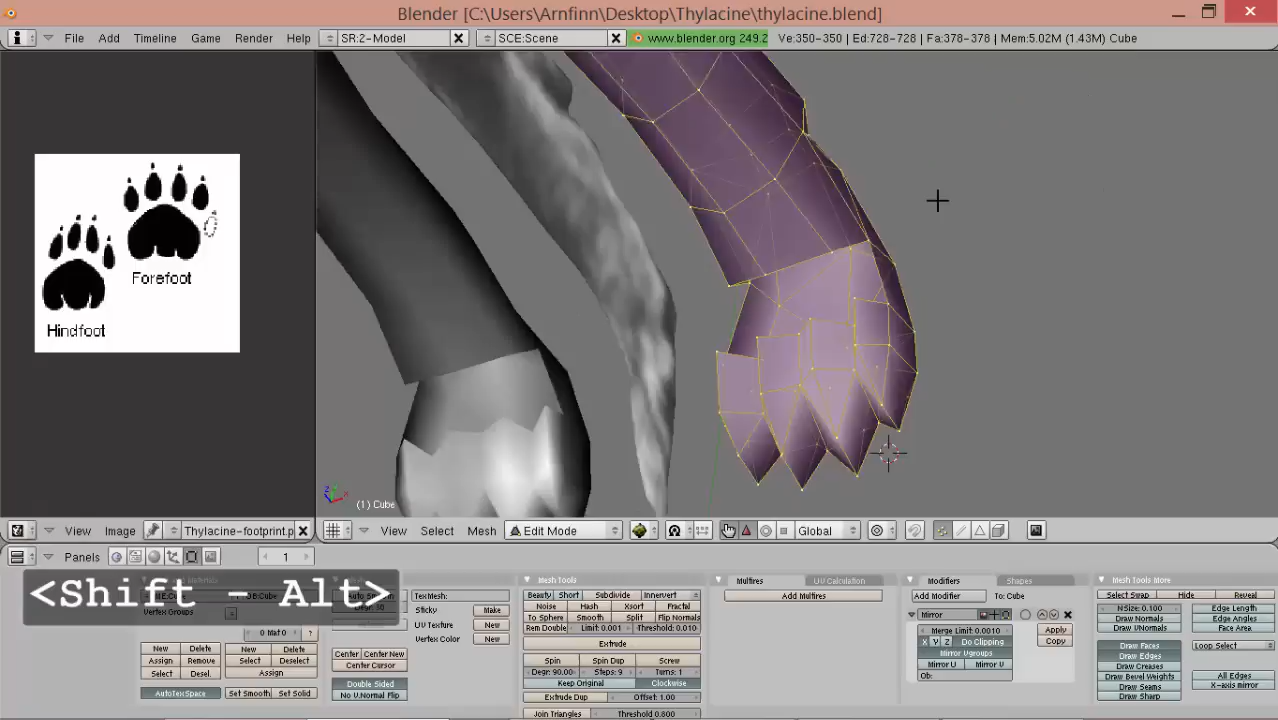 Blender [C:\Users\Arnfinn\Desktop\Thylacine\thylacine.blend]
File Add Timeline Game Render Help SR:2-Model SCE:Scene www.blender.org 249.2 Ve:350-350 | Ed:728-728 | Fa:378-378 | Mem:5.02M (1.43M) Cube
Forefoot
Hindfoot
(1) Cube
View Image Thylacine-footprint.p View Select Mesh Edit Mode Global
Panels 1
<Shift - Alt>
Mesh Tools Multires UV Calculation Modifiers Shapes Mesh Tools More
TexMesh:
Sticky Make
UV Texture New
Vertex Color New
Vertex Groups
0 Mat 0 ?
New Delete New Delete
Assign Remove Select Deselect
Select Desel. Assign
AutoTexSpace Set Smooth Set Solid
Center Center New
Center Cursor
Double Sided
No V.Normal Flip
Beauty Short Subdivide Innervert
Noise Hash Xsort Fractal
To Sphere Smooth Split Flip Normals
Rem Double Limit: 0.001 Threshold: 0.010
Extrude
Spin Spin Dup Screw
Degr: 90.00 Steps: 9 Turns: 1
Keep Original Clockwise
Extrude Dup Offset: 1.00
Join Triangles Threshold 0.800
Add Multires
Add Modifier To: Cube
Mirror
Merge Limit: 0.0010 Apply
X Y Z Do Clipping Copy
Mirror Vgroups
Mirror U Mirror V
Ob:
Select Swap Hide Reveal
NSize: 0.100 Edge Length
Draw Normals Edge Angles
Draw VNormals Face Area
Draw Faces Loop Select
Draw Edges
Draw Creases
Draw Bevel Weights All Edges
Draw Seams X-axis mirror
Draw Sharp